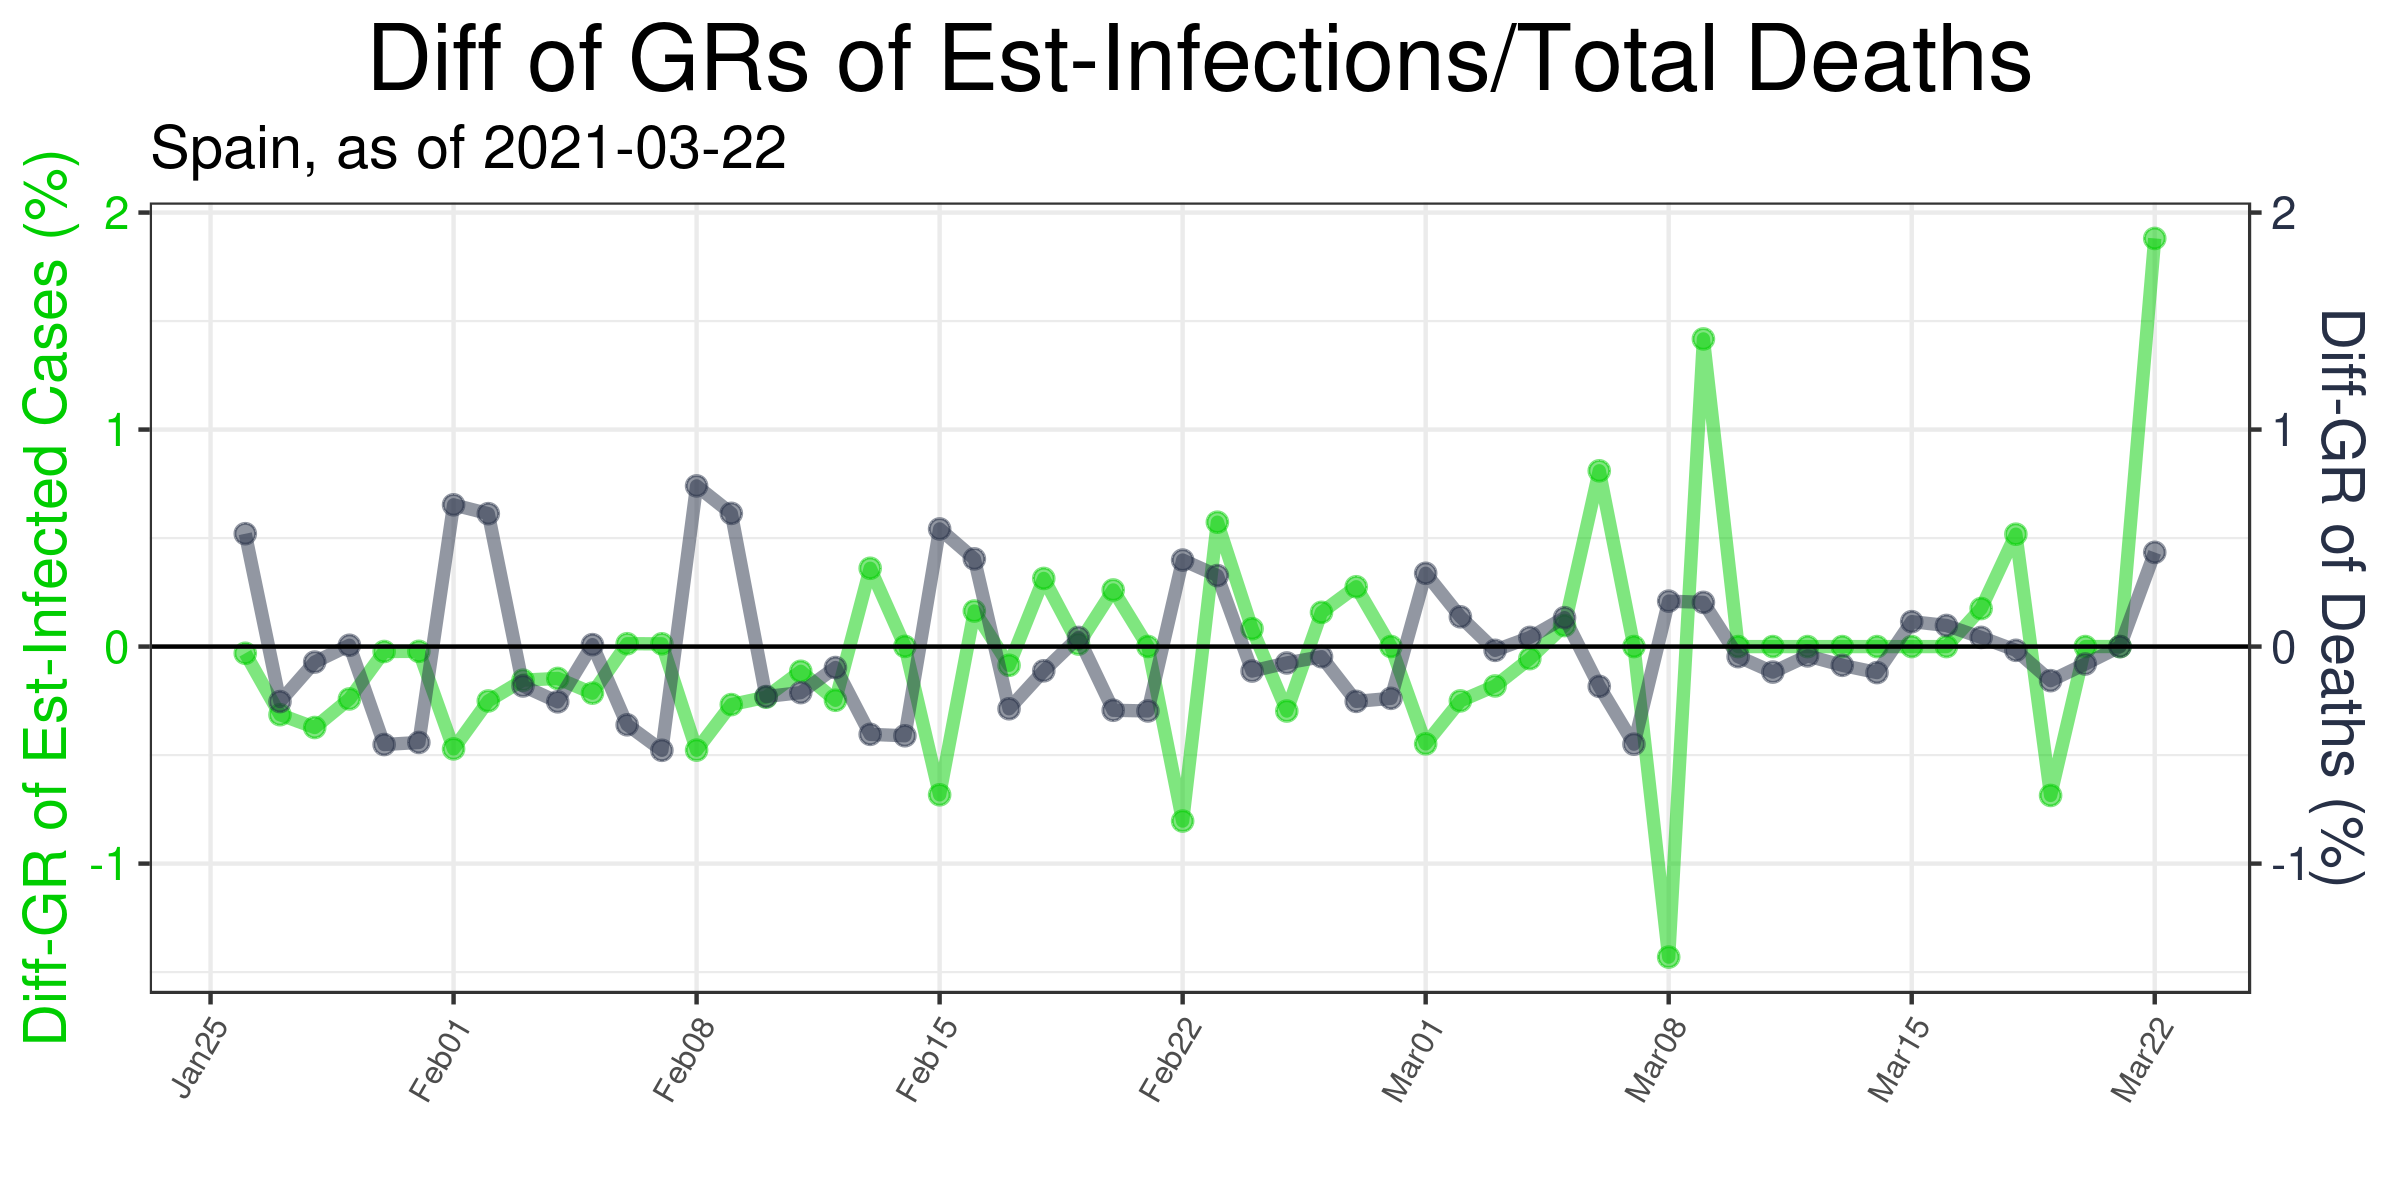 Diff of GRs of Est-Infections/Total Deaths
Spain, as of 2021-03-22
Diff-GR of Est-Infected Cases (%)
2
1
0
-1
2
1
0
-1
Diff-GR of Deaths (%)
Jan25
Feb01
Feb08
Feb15
Feb22
Mar01
Mar08
Mar15
Mar22